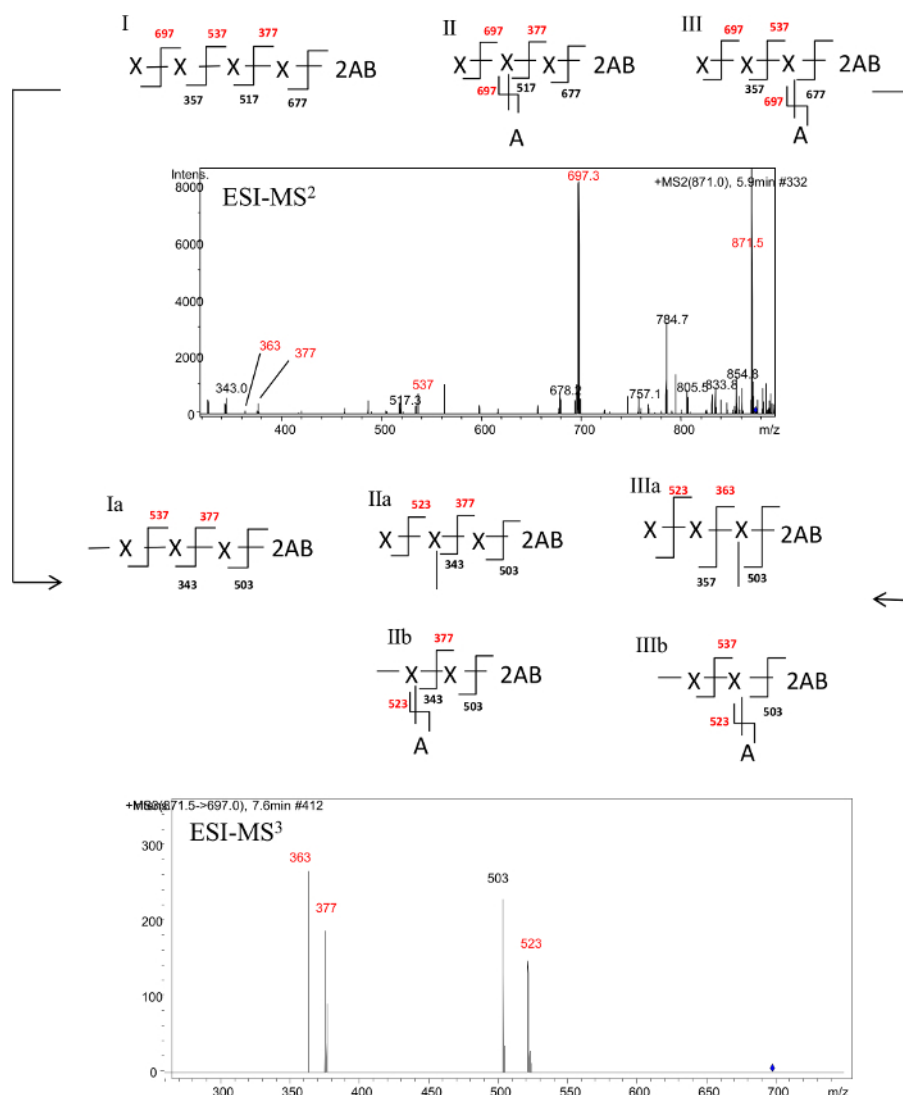 I II III
697 537 377
X X X X 2AB
357 517 677
697 377
X X X 2AB
697 517 677
A
697 537
X X X 2AB
357 697 677
A
Intens.
8000
6000
4000
2000
0
ESI-MS2
+MS2(871.0), 5.9min #332
697.3
871.5
784.7
363
377
343.0
517.3
537
757.1
805.5
833.8
854.8
400 500 600 700 800 m/z
Ia IIa IIIa
537 377
X X X 2AB
343 503
523 377
X X X 2AB
343 503
523 363
X X X 2AB
357 503
IIb IIIb
377
X X 2AB
523 343 503
A
537
X X 2AB
523 503
A
ESI-MS3
300
200
100
0
363
377
503
523
300 350 400 450 500 550 600 650 700 m/z